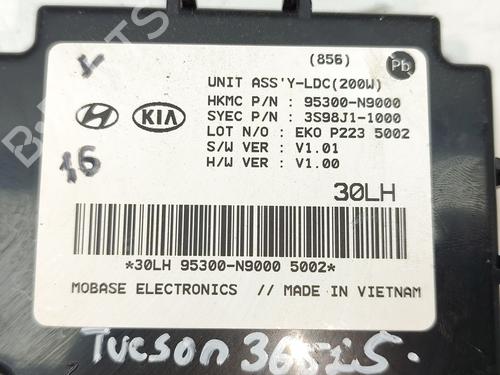 (856)
Pb
UNIT ASS'Y-LDC(200W)
HKMC P/N : 95300-N9000
SYEC P/N : 3S98J1-1000
LOT N/O : EKO P223 5002
S/W VER : V1.01
H/W VER : V1.00
KIA
16
30LH
*30LH 95300-N9000 5002*
MOBASE ELECTRONICS // MADE IN VIETNAM
Tucson